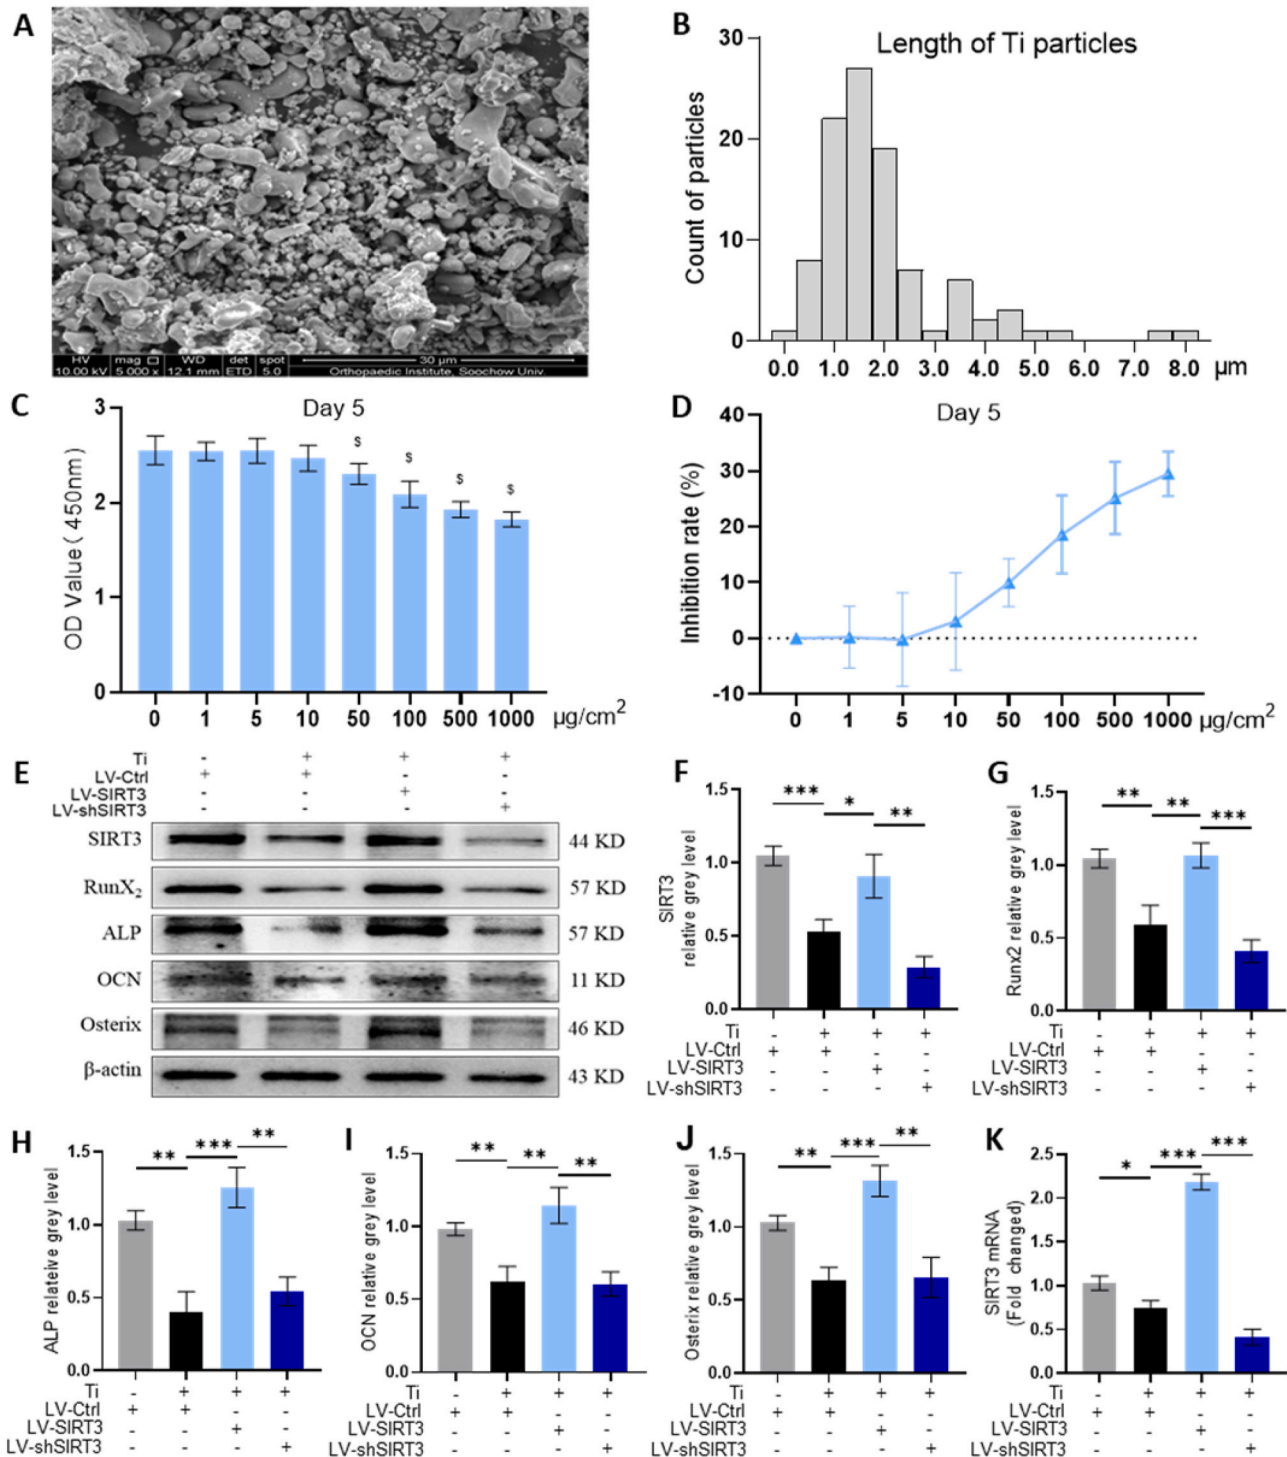 A
HV mag □ WD det spot 30 µm
10.00 kV 5 000 x 12.1 mm ETD 5.0 Orthopaedic Institute, Soochow Univ.
B
Length of Ti particles
Count of particles
30
20
10
0
0.0 1.0 2.0 3.0 4.0 5.0 6.0 7.0 8.0 µm
C
Day 5
OD Value ( 450nm)
3
2
1
0
$ $ $ $
0 1 5 10 50 100 500 1000 µg/cm²
D
Day 5
Inhibition rate (%)
40
30
20
10
0
-10
0 1 5 10 50 100 500 1000 µg/cm²
E
Ti - + + +
LV-Ctrl + + - -
LV-SIRT3 - - + -
LV-shSIRT3 - - - +
SIRT3 44 KD
RunX₂ 57 KD
ALP 57 KD
OCN 11 KD
Osterix 46 KD
β-actin 43 KD
F
SIRT3
relative grey level
1.5
1.0
0.5
0.0
*** * **
Ti - + + +
LV-Ctrl + + - -
LV-SIRT3 - - + -
LV-shSIRT3 - - - +
G
Runx2 relative grey level
1.5
1.0
0.5
0.0
** ** ***
Ti - + + +
LV-Ctrl + + - -
LV-SIRT3 - - + -
LV-shSIRT3 - - - +
H
ALP relateive grey level
1.5
1.0
0.5
0.0
** *** **
Ti - + + +
LV-Ctrl + + - -
LV-SIRT3 - - + -
LV-shSIRT3 - - - +
I
OCN relative grey level
1.5
1.0
0.5
0.0
** ** **
Ti - + + +
LV-Ctrl + + - -
LV-SIRT3 - - + -
LV-shSIRT3 - - - +
J
Osterix relative grey level
1.5
1.0
0.5
0.0
** *** **
Ti - + + +
LV-Ctrl + + - -
LV-SIRT3 - - + -
LV-shSIRT3 - - - +
K
SIRT3 mRNA
(Fold changed)
2.5
2.0
2.5
1.0
0.5
0.0
* *** ***
Ti - + + +
LV-Ctrl + + - -
LV-SIRT3 - - + -
LV-shSIRT3 - - - +